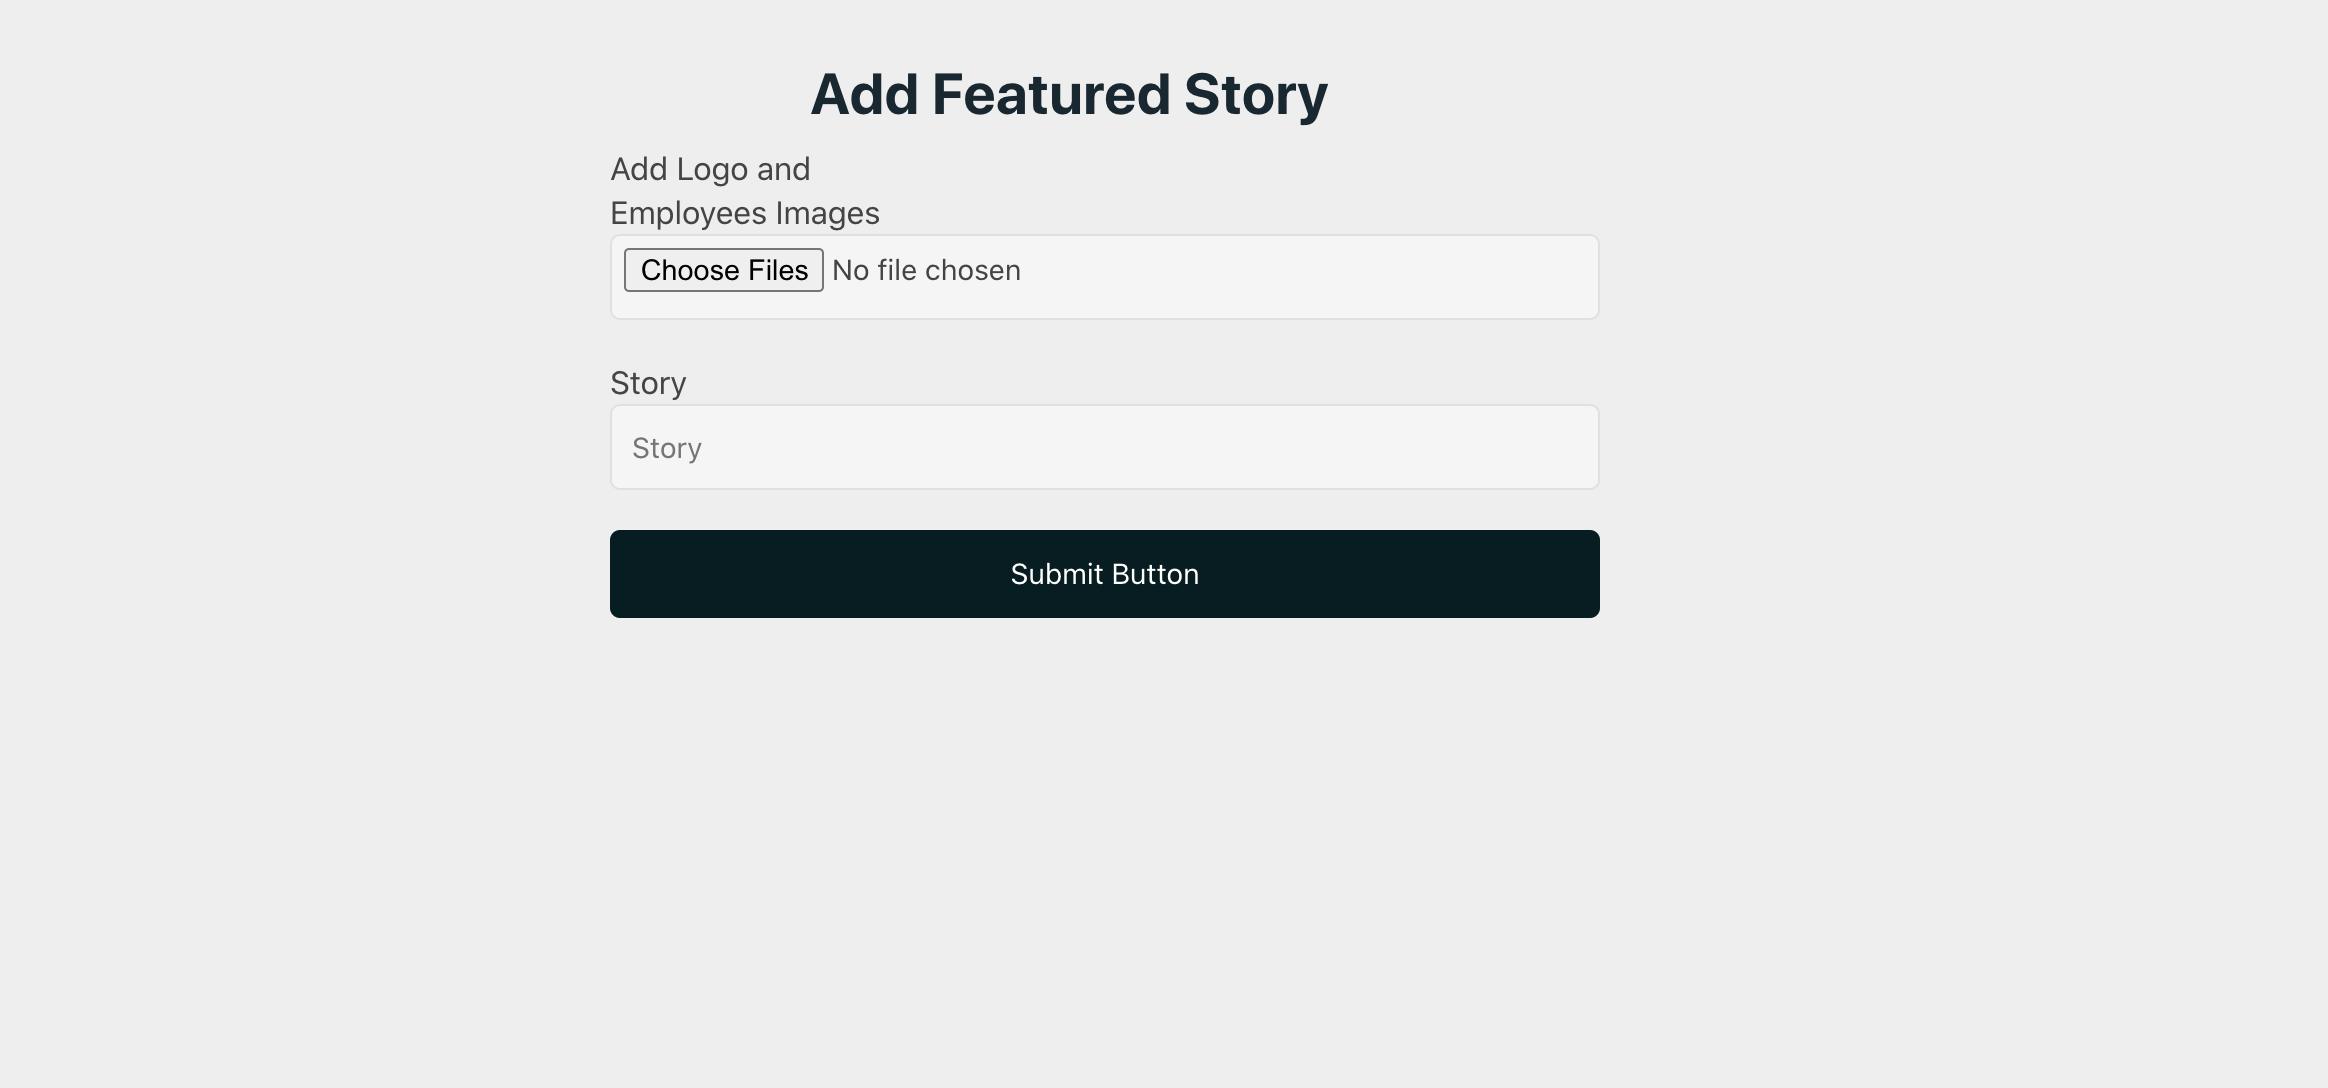 Add Featured Story
Add Logo and
Employees Images
Choose Files No file chosen
Story
Story
Submit Button